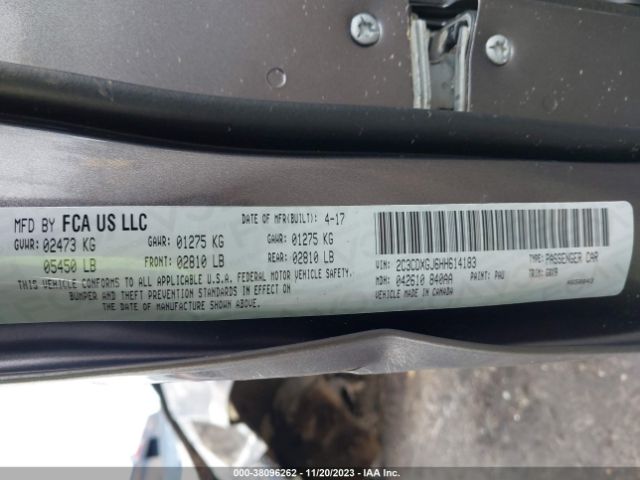 MFD BY FCA US LLC DATE OF MFR(BUILT): 4-17
GVWR: 02473 KG GAWR: 01275 KG GAWR: 01275 KG
05450 LB FRONT: 02810 LB REAR: 02810 LB
THIS VEHICLE CONFORMS TO ALL APPLICABLE U.S.A. FEDERAL MOTOR VEHICLE SAFETY,
BUMPER AND THEFT PREVENTION STANDARDS IN EFFECT ON
THE DATE OF MANUFACTURE SHOWN ABOVE.
VIN: 2C3CDXGJ6HH614183 TYPE: PASSENGER CAR
MDH: 042610 840AA PAINT: PAU TRIM:
VEHICLE MADE IN CANADA
000-38096262 — 11/20/2023 — IAA Inc.